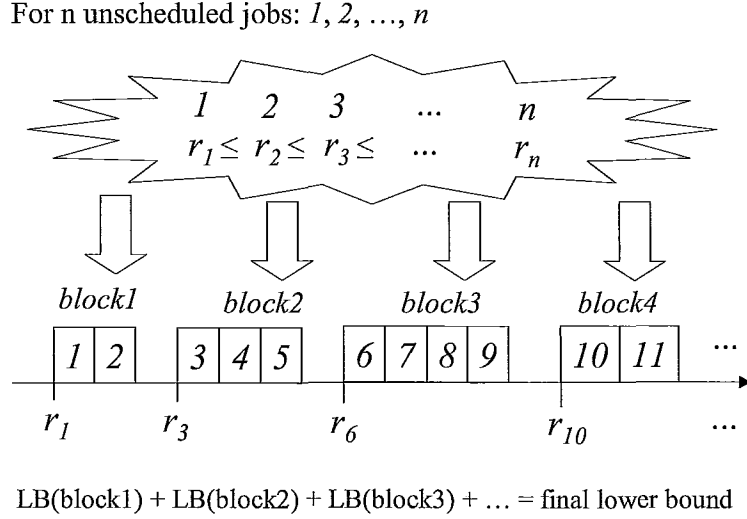 For n unscheduled jobs: 1, 2, ..., n
1 2 3 ... n
r1 ≤ r2 ≤ r3 ≤ ... rn
block1 block2 block3 block4
1 2 3 4 5 6 7 8 9 10 11 ...
r1 r3 r6 r10 ...
LB(block1) + LB(block2) + LB(block3) + ... = final lower bound